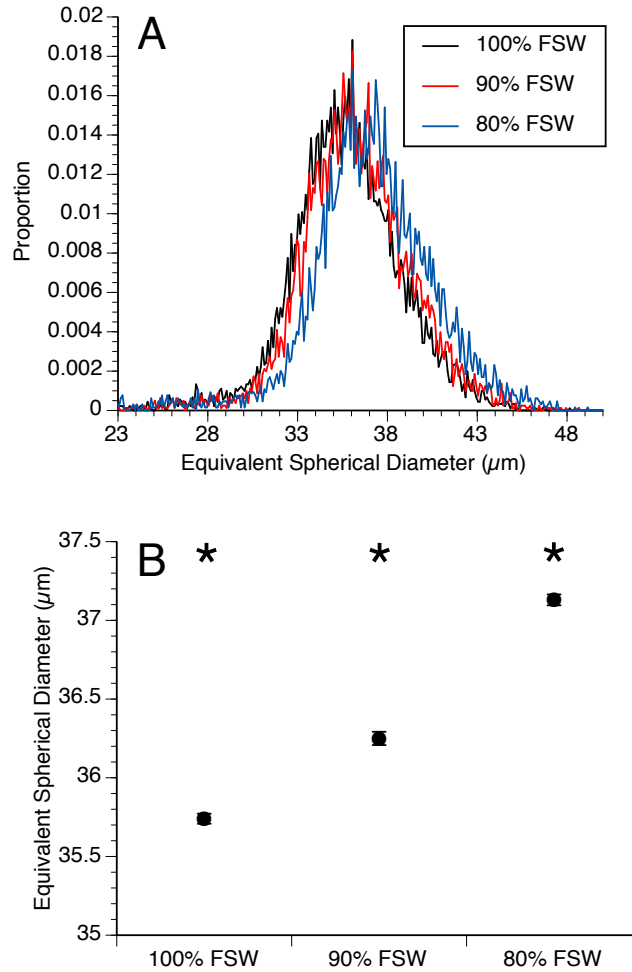 A
0.02
0.018
0.016
0.014
0.012
0.01
0.008
0.006
0.004
0.002
0
Proportion
100% FSW
90% FSW
80% FSW
23 28 33 38 43 48
Equivalent Spherical Diameter (µm)
B
37.5
37
36.5
36
35.5
35
Equivalent Spherical Diameter (µm)
* * *
100% FSW 90% FSW 80% FSW